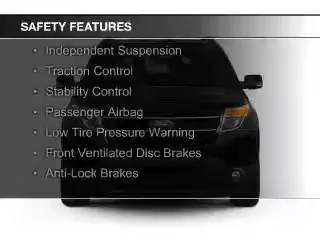 SAFETY FEATURES
• Independent Suspension
• Traction Control
• Stability Control
• Passenger Airbag
• Low Tire Pressure Warning
• Front Ventilated Disc Brakes
• Anti-Lock Brakes